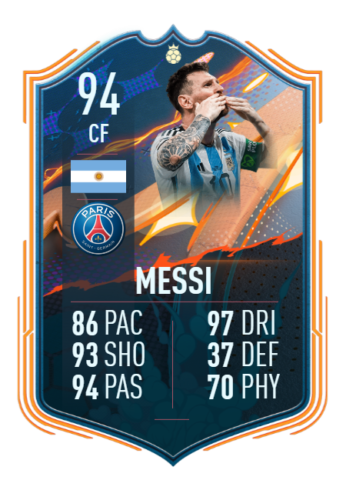 94
CF
PARIS
SAINT-GERMAIN
MESSI
86 PAC
97 DRI
93 SHO
37 DEF
94 PAS
70 PHY